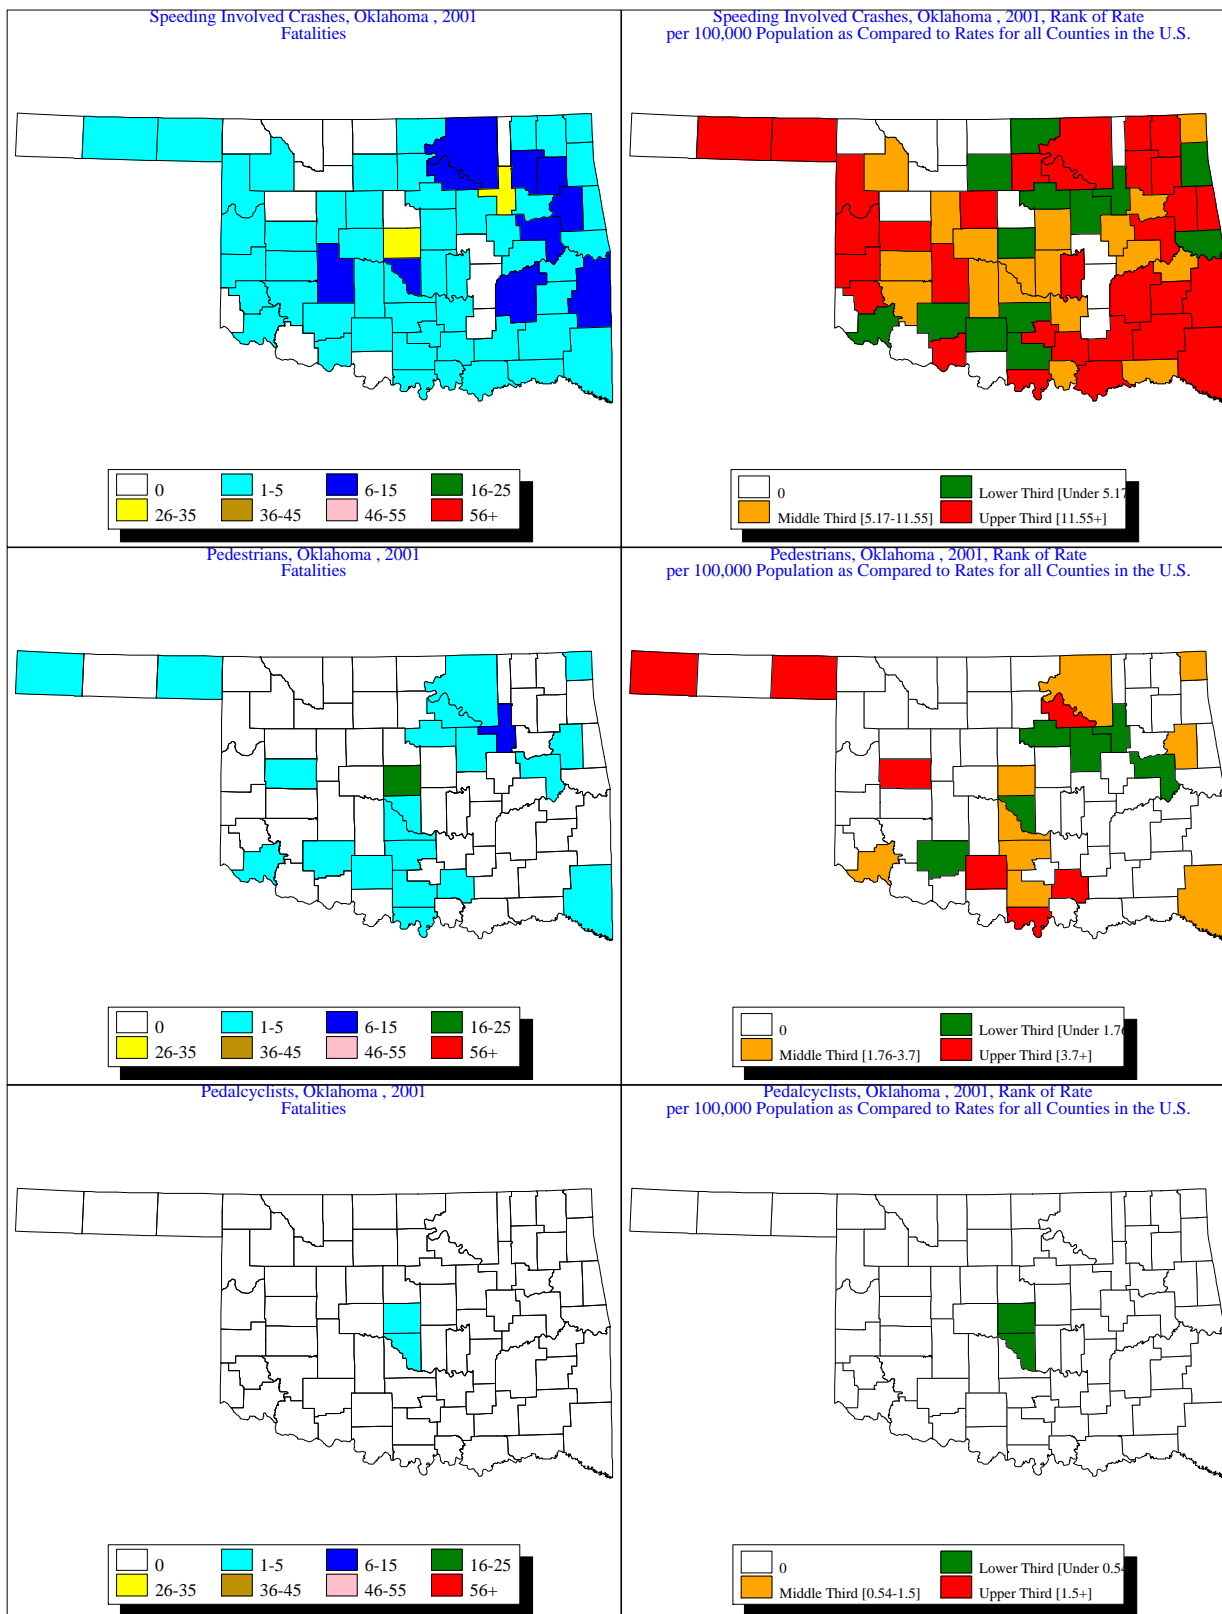 Speeding Involved Crashes, Oklahoma , 2001
Fatalities
0
1-5
6-15
16-25
26-35
36-45
46-55
56+
Speeding Involved Crashes, Oklahoma , 2001, Rank of Rate
per 100,000 Population as Compared to Rates for all Counties in the U.S.
0
Lower Third [Under 5.17
Middle Third [5.17-11.55]
Upper Third [11.55+]
Pedestrians, Oklahoma , 2001
Fatalities
0
1-5
6-15
16-25
26-35
36-45
46-55
56+
Pedestrians, Oklahoma , 2001, Rank of Rate
per 100,000 Population as Compared to Rates for all Counties in the U.S.
0
Lower Third [Under 1.76
Middle Third [1.76-3.7]
Upper Third [3.7+]
Pedalcyclists, Oklahoma , 2001
Fatalities
0
1-5
6-15
16-25
26-35
36-45
46-55
56+
Pedalcyclists, Oklahoma , 2001, Rank of Rate
per 100,000 Population as Compared to Rates for all Counties in the U.S.
0
Lower Third [Under 0.54
Middle Third [0.54-1.5]
Upper Third [1.5+]